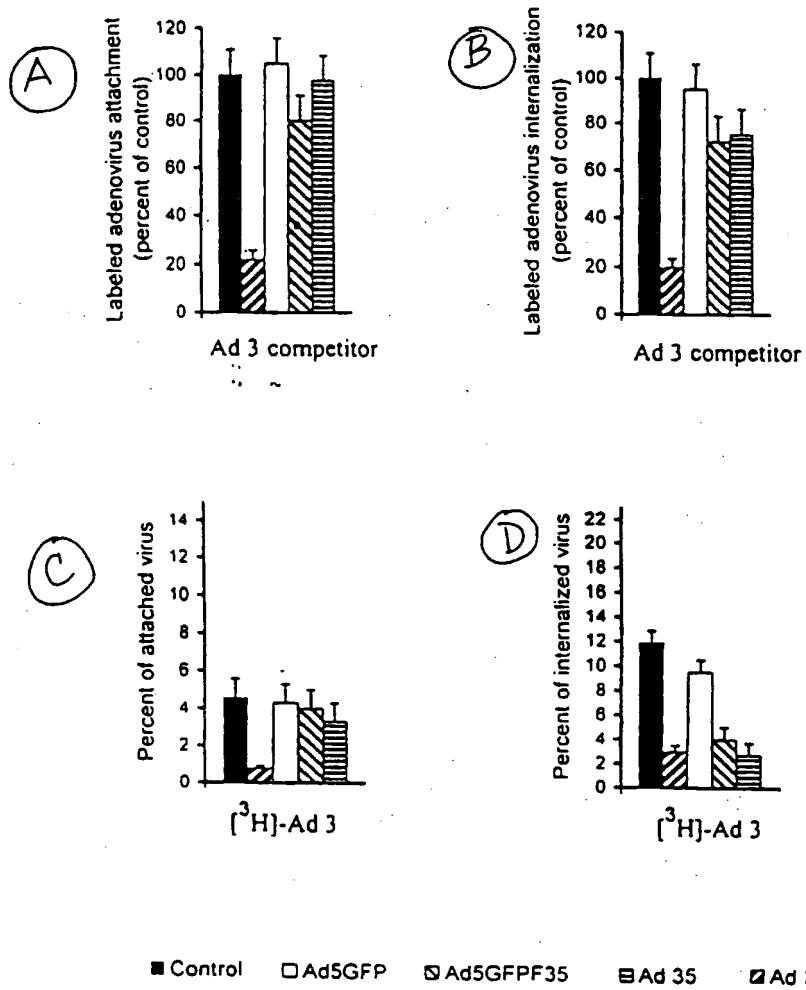 A
Labeled adenovirus attachment
(percent of control)
120
100
80
60
40
20
0
Ad 3 competitor
B
Labeled adenovirus internalization
(percent of control)
120
100
80
60
40
20
0
Ad 3 competitor
C
Percent of attached virus
14
12
10
8
6
4
2
0
[³H]-Ad 3
D
Percent of internalized virus
22
20
18
16
14
12
10
8
6
4
2
0
[³H]-Ad 3
Control
Ad5GFP
Ad5GFPF35
Ad 35
Ad